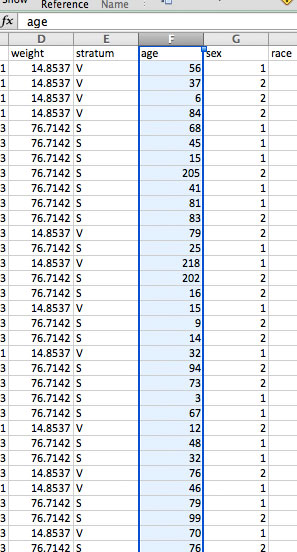 Show Reference Name :
fx age
D E F G
weight stratum age sex race
1 14.8537 V 56 1
1 14.8537 V 37 2
1 14.8537 V 6 2
1 14.8537 V 84 2
3 76.7142 S 68 1
3 76.7142 S 45 1
3 76.7142 S 15 1
3 76.7142 S 205 2
3 76.7142 S 41 1
3 76.7142 S 81 1
3 76.7142 S 83 2
3 14.8537 V 79 2
3 76.7142 S 25 1
3 14.8537 V 218 1
3 76.7142 S 202 2
3 76.7142 S 16 2
3 14.8537 V 15 1
3 76.7142 S 9 1
3 76.7142 S 14 2
1 14.8537 V 32 1
3 76.7142 S 94 2
3 76.7142 S 73 2
3 76.7142 S 3 1
3 76.7142 S 67 1
1 14.8537 V 12 2
3 76.7142 S 48 1
3 76.7142 S 32 1
3 14.8537 V 76 2
1 14.8537 V 46 1
3 76.7142 S 79 1
3 76.7142 S 99 2
3 14.8537 V 70 1
3 76.7142 S 76 2